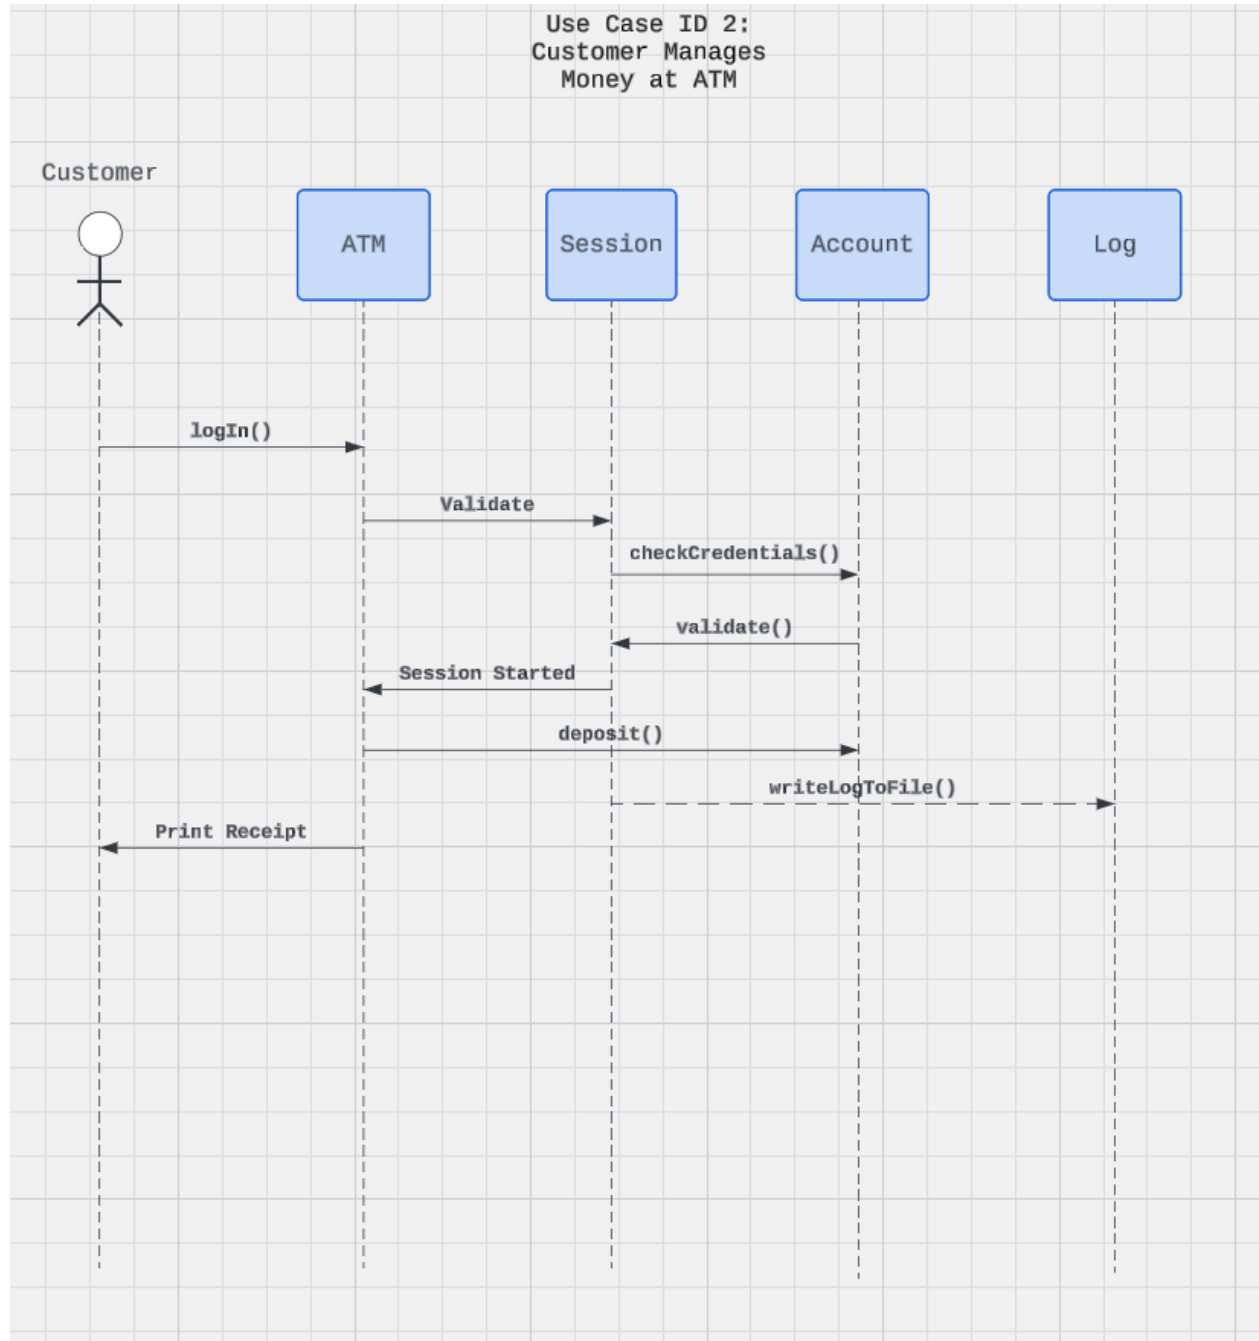 Use Case ID 2:
Customer Manages
Money at ATM
Customer
ATM
Session
Account
Log
logIn()
Validate
checkCredentials()
validate()
Session Started
deposit()
writeLogToFile()
Print Receipt